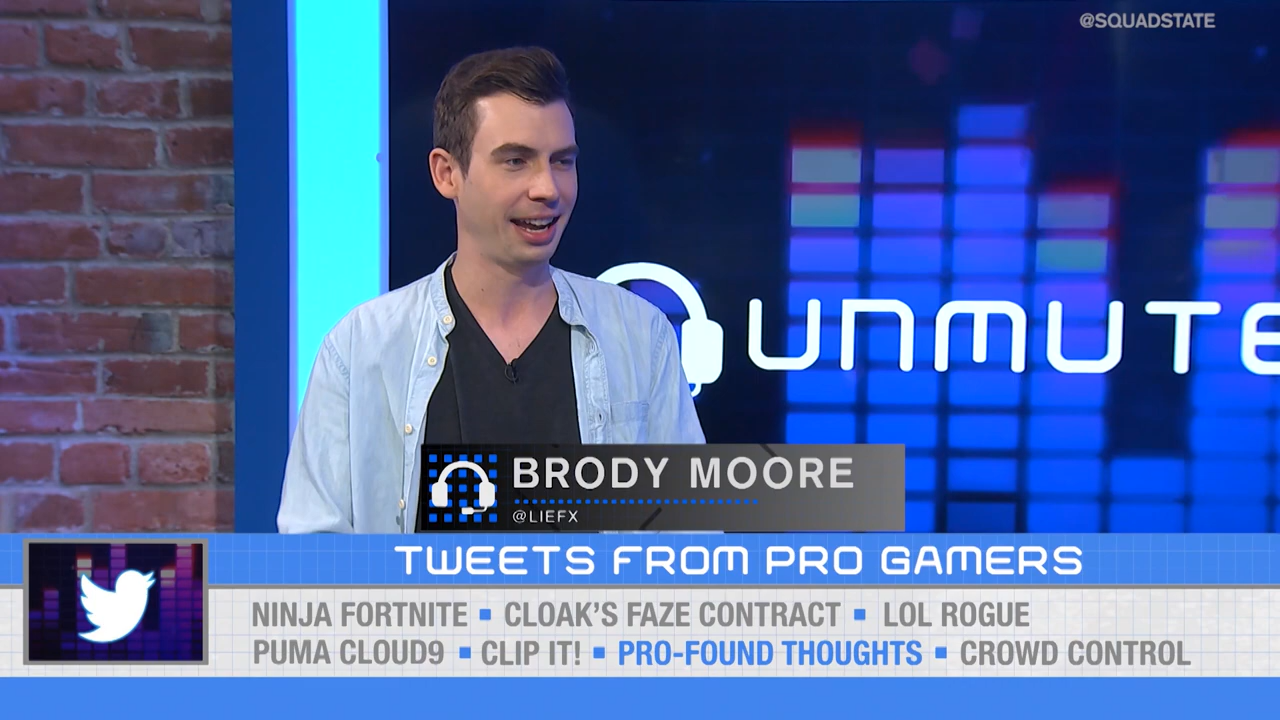 @SQUADSTATE
UNMUTE
BRODY MOORE
@LIEFX
TWEETS FROM PRO GAMERS
NINJA FORTNITE ▪ CLOAK'S FAZE CONTRACT ▪ LOL ROGUE
PUMA CLOUD9 ▪ CLIP IT! ▪ PRO-FOUND THOUGHTS ▪ CROWD CONTROL